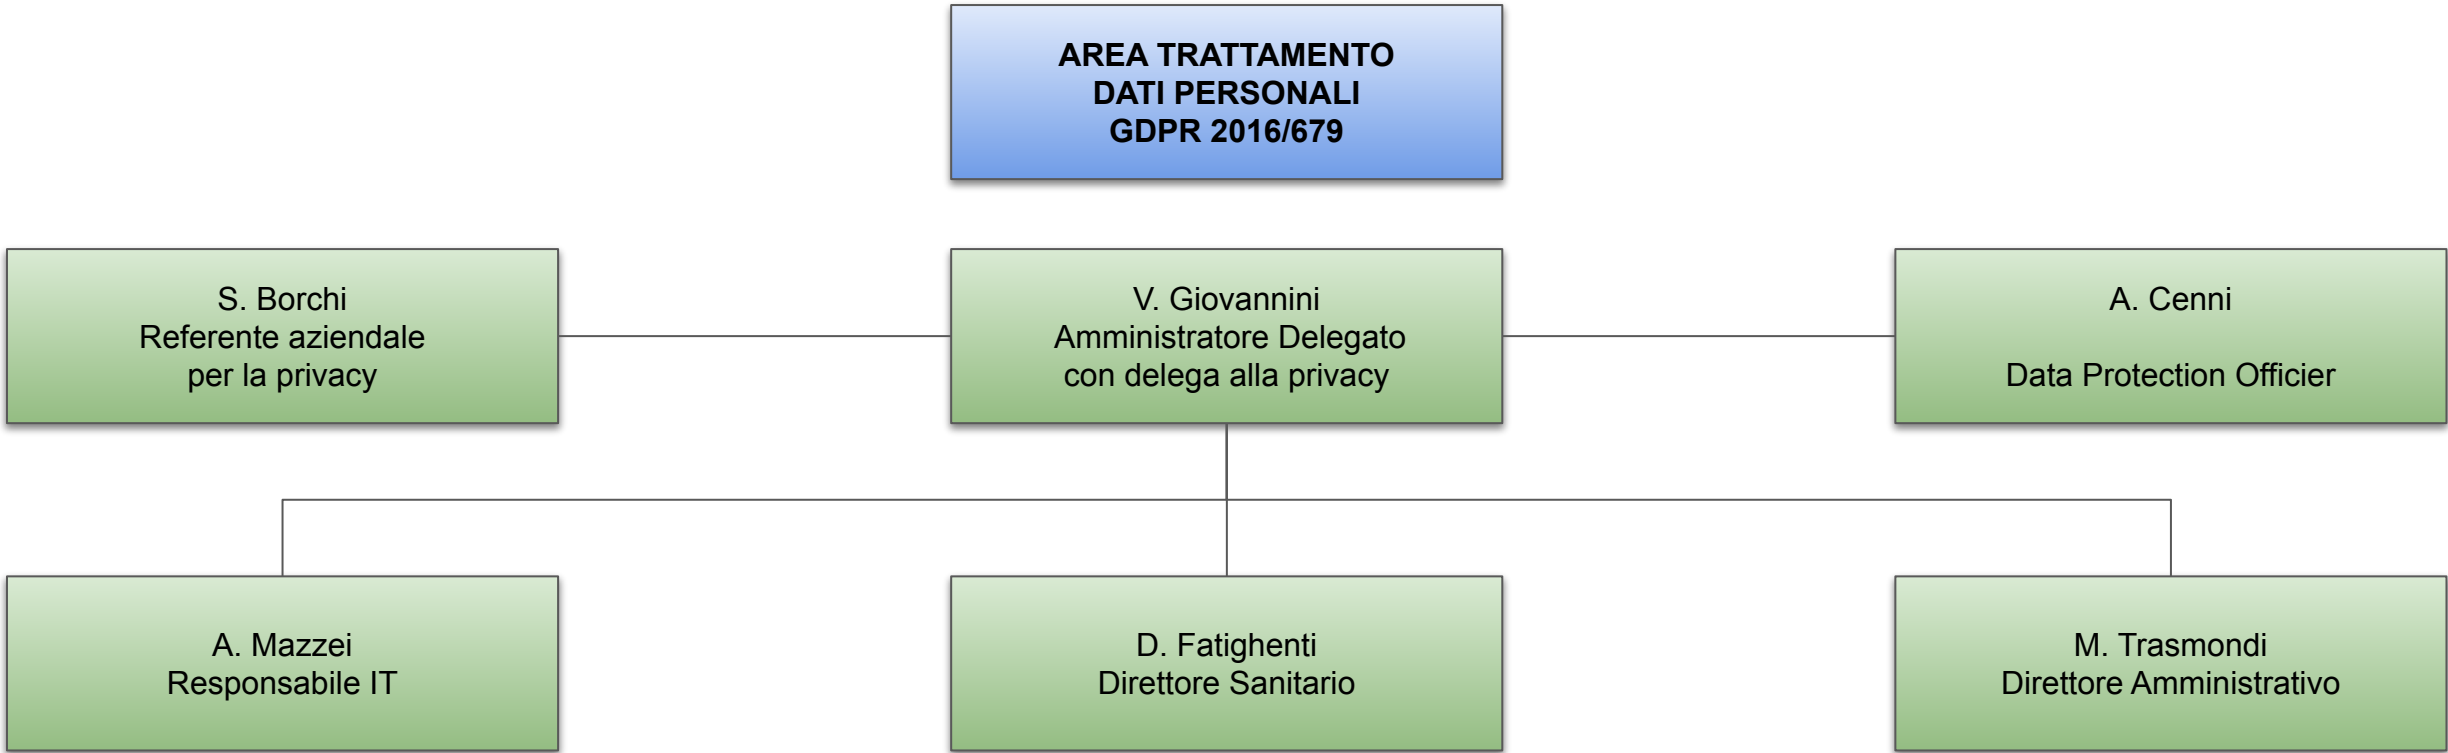 AREA TRATTAMENTO
DATI PERSONALI
GDPR 2016/679
S. Borchi
Referente aziendale
per la privacy
V. Giovannini
Amministratore Delegato
con delega alla privacy
A. Cenni
Data Protection Officier
A. Mazzei
Responsabile IT
D. Fatighenti
Direttore Sanitario
M. Trasmondi
Direttore Amministrativo